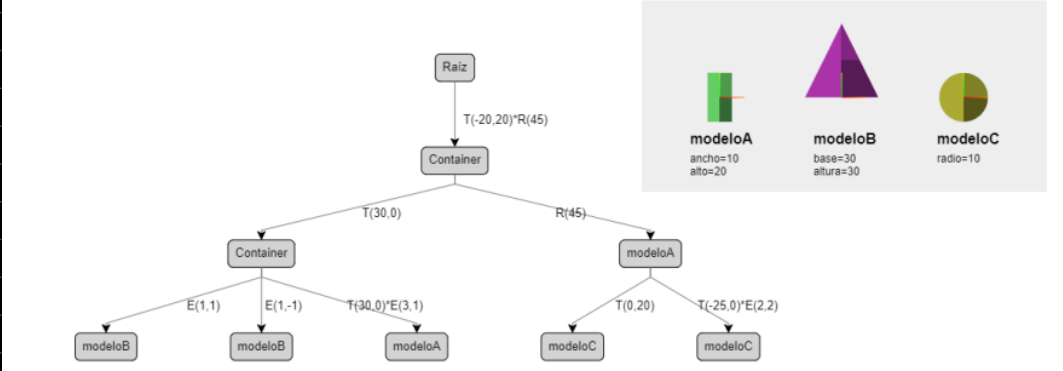 Raíz
T(-20,20)*R(45)
Container
T(30,0)
R(45)
Container
modeloA
E(1,1)
E(1,-1)
T(30,0)*E(3,1)
T(0,20)
T(-25,0)*E(2,2)
modeloB
modeloB
modeloA
modeloC
modeloC
modeloA
ancho=10
alto=20
modeloB
base=30
altura=30
modeloC
radio=10